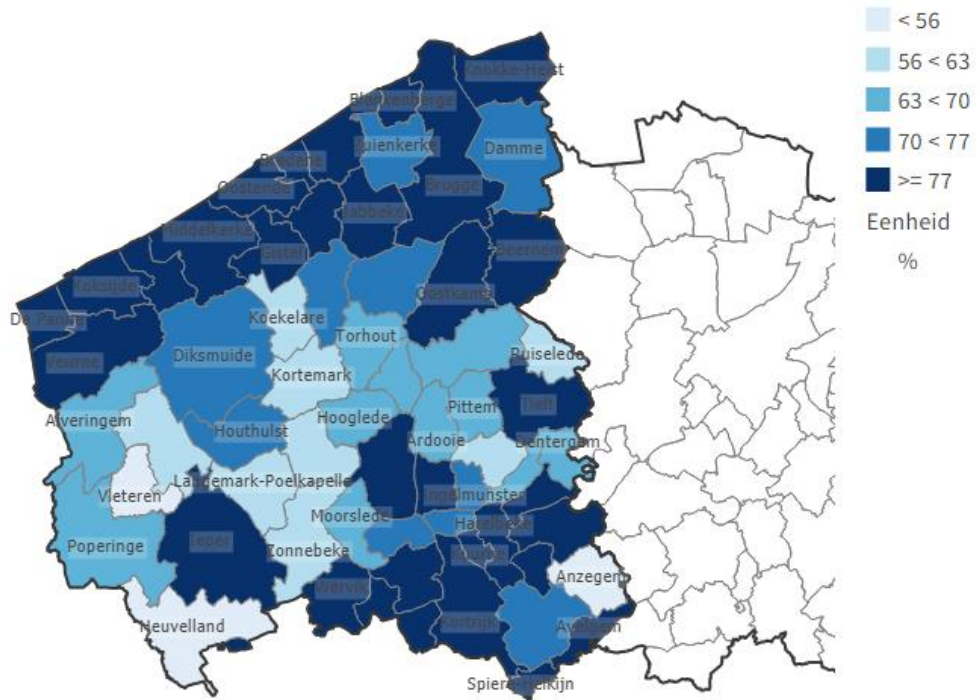 < 56
56 < 63
63 < 70
70 < 77
>= 77
Eenheid
%
Knokke-Heist
Blankenberge
Zuienkerke
Damme
Bredene
Oostende
Brugge
Jabbeke
Middelkerke
Gistel
Beernem
Koksijde
Oostkamp
De Panne
Koekelare
Torhout
Veurne
Diksmuide
Ruiselede
Kortemark
Tielt
Alveringem
Hooglede
Pittem
Houthulst
Ardooie
Dentergem
Langemark-Poelkapelle
Vleteren
Ingelmunster
Moorslede
Harelbeke
Poperinge
Ieper
Zonnebeke
Kuurne
Anzegem
Wervik
Heuvelland
Kortrijk
Avelgem
Spiere-Helkijn